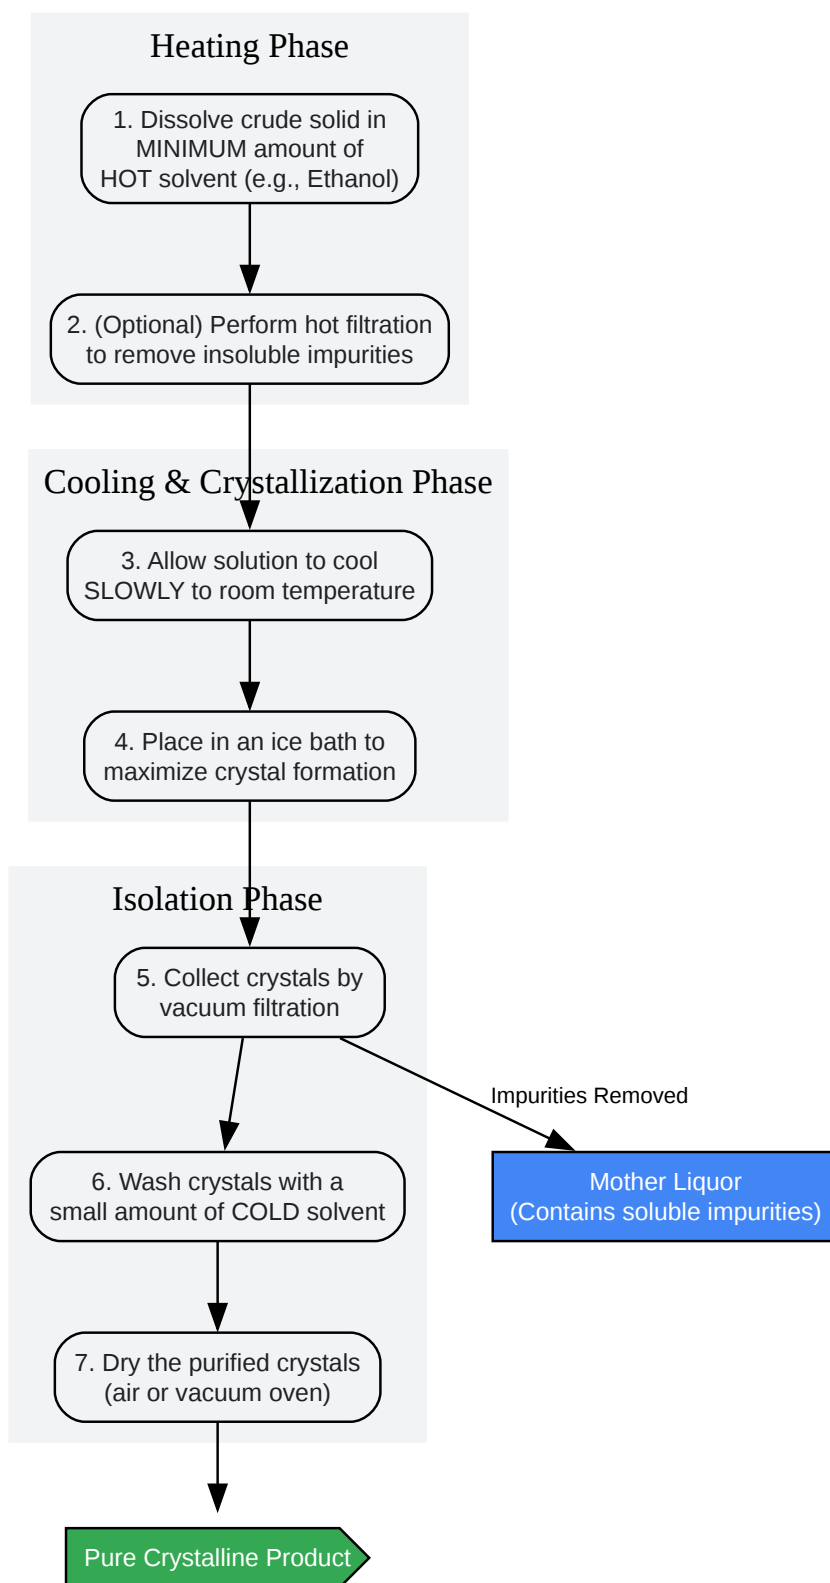 Heating Phase
1. Dissolve crude solid in
MINIMUM amount of
HOT solvent (e.g., Ethanol)
2. (Optional) Perform hot filtration
to remove insoluble impurities
Cooling & Crystallization Phase
3. Allow solution to cool
SLOWLY to room temperature
4. Place in an ice bath to
maximize crystal formation
Isolation Phase
5. Collect crystals by
vacuum filtration
Impurities Removed
6. Wash crystals with a
small amount of COLD solvent
Mother Liquor
(Contains soluble impurities)
7. Dry the purified crystals
(air or vacuum oven)
Pure Crystalline Product